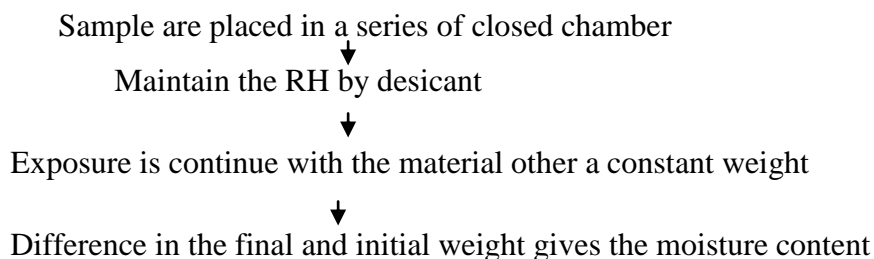 Sample are placed in a series of closed chamber
Maintain the RH by desicant
Exposure is continue with the material other a constant weight
Difference in the final and initial weight gives the moisture content